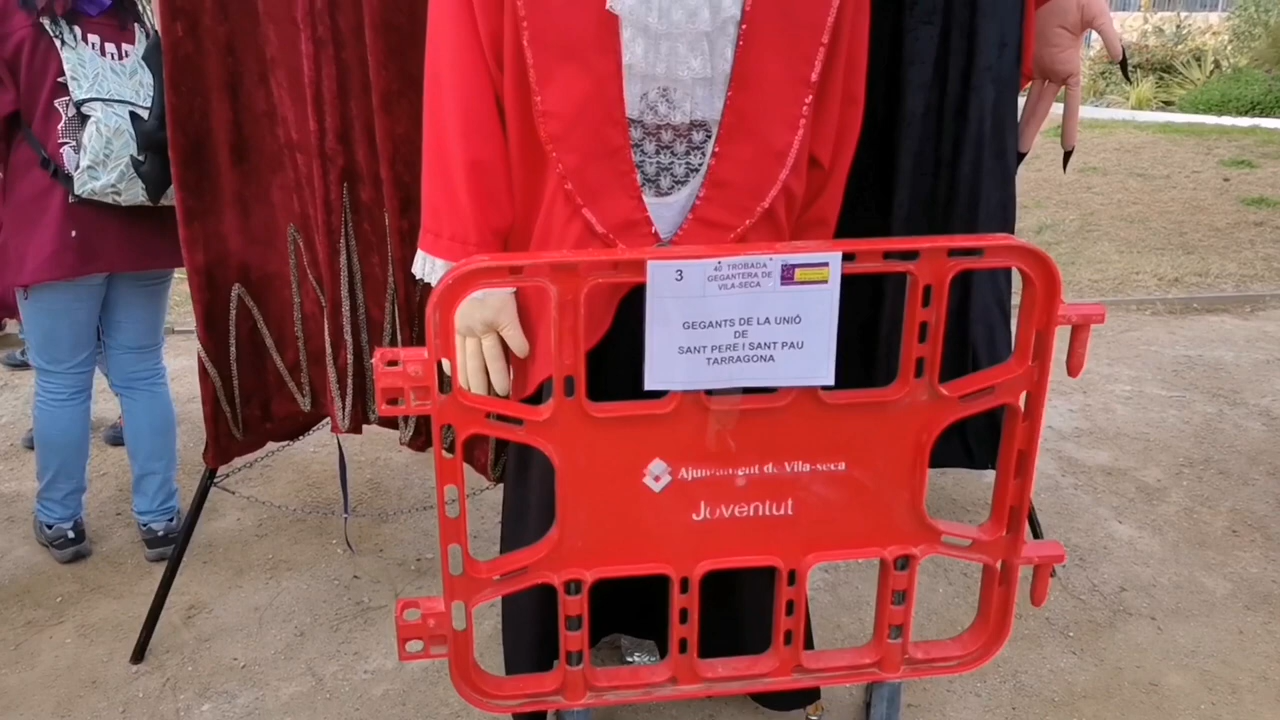 3
40 TROBADA
GEGANTERA DE
VILA-SECA
GEGANTS DE LA UNIÓ
DE
SANT PERE I SANT PAU
TARRAGONA
Ajuntament de Vila-seca
Joventut